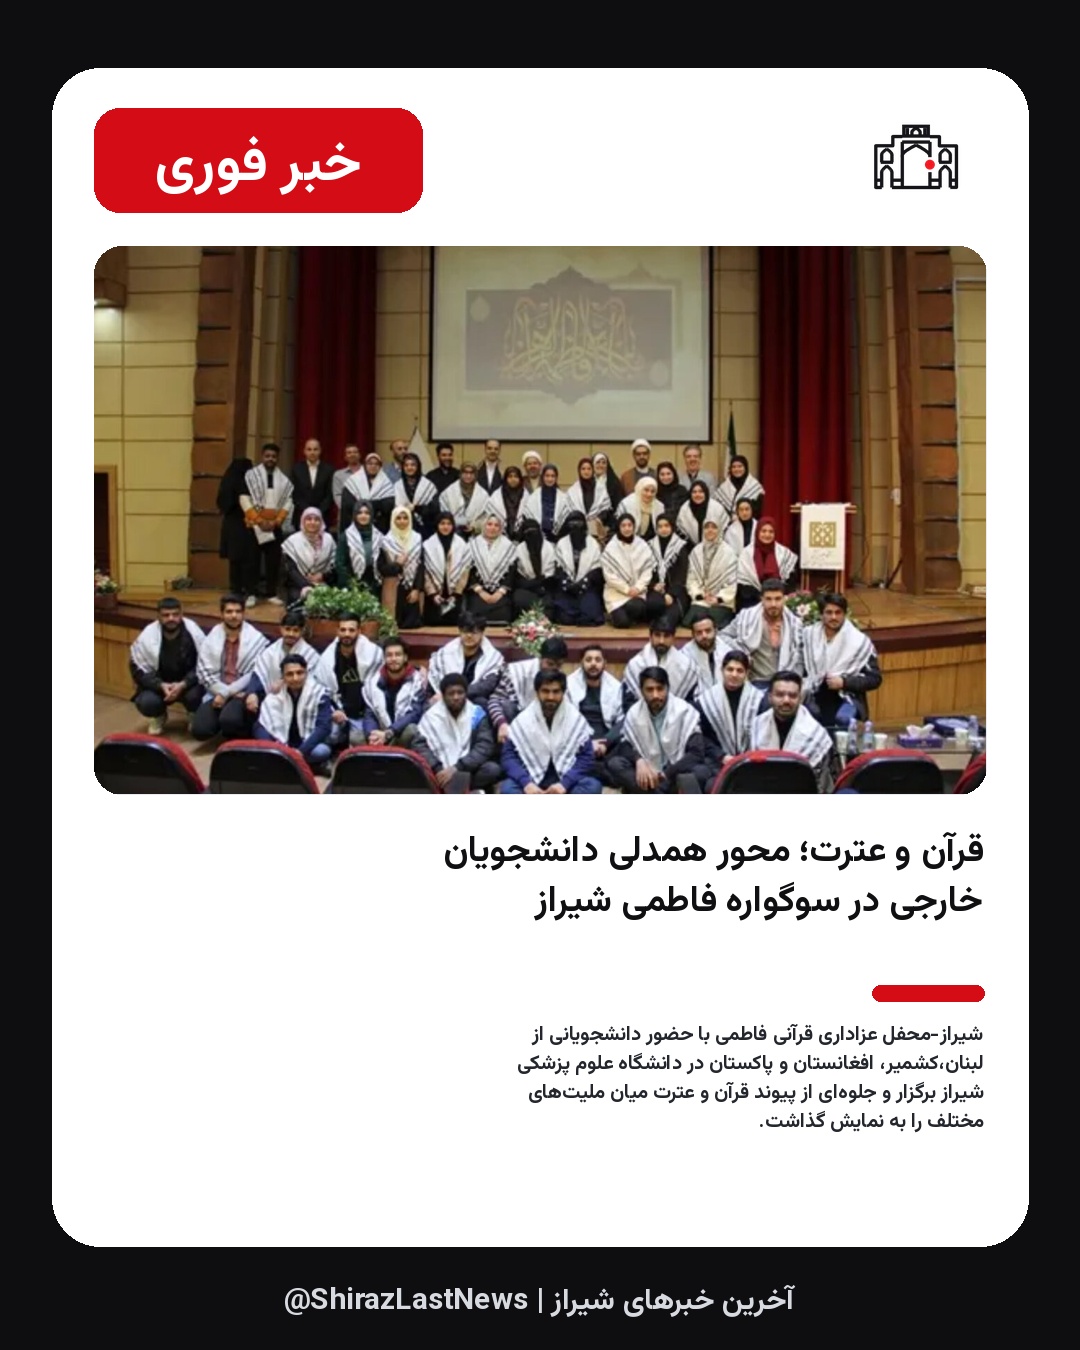 خبر فوری
قرآن و عترت؛ محور همدلی دانشجویان
خارجی در سوگواره فاطمی شیراز
شیراز-محفل عزاداری قرآنی فاطمی با حضور دانشجویانی از
لبنان،کشمیر، افغانستان و پاکستان در دانشگاه علوم پزشکی
شیراز برگزار و جلوه‌ای از پیوند قرآن و عترت میان ملیت‌های
مختلف را به نمایش گذاشت.
آخرین خبرهای شیراز | @ShirazLastNews